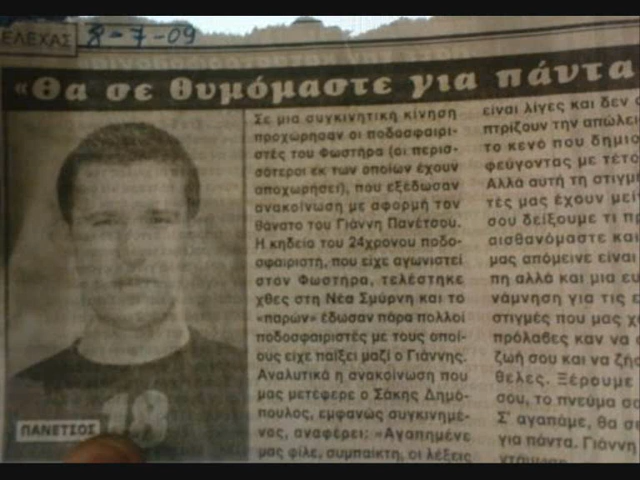 ΕΛΕΧΑΣ
8-7-09
«Θα σε θυμόμαστε για πάντα
Σε μια συγκινητική κίνηση
προχώρησαν οι ποδοσφαιρι-
στές του Φωστήρα (οι περισ-
σότεροι εκ των οποίων έχουν
αποχωρήσει), που εξέδωσαν
ανακοίνωση με αφορμή τον
θάνατο του Γιάννη Πανέτσου.
Η κηδεία του 24χρονου ποδο-
σφαιριστή, που είχε αγωνιστεί
στον Φωστήρα, τελέστηκε
χθες στη Νέα Σμύρνη και το
«παρών» έδωσαν πάρα πολλοί
ποδοσφαιριστές με τους οποί-
ους είχε παίξει μαζί ο Γιάννης.
Αναλυτικά η ανακοίνωση που
μας μετέφερε ο Σάκης Δημό-
πουλος, εμφανώς συγκινημέ-
νος, αναφέρει: «Αγαπημένε
μας φίλε, συμπαίκτη, οι λέξεις
είναι λίγες και δεν
πτρίζουν την απώλει
το κενό που δημιο
φεύγοντας με τέτο
Αλλά αυτή τη στιγμ
τές μας έχουν μεί
σου δείξουμε τι π
αισθανόμαστε και
μας απόμεινε είναι
πη αλλά και μια ευ
νάμνηση για τις ε
στιγμές που μας χ
πρόλαβες καν να
ζωή σου και να ζήσ
θελες. Ξέρουμε
σου, το πνεύμα σο
Σ' αγαπάμε, θα σ
για πάντα. Γιάννη
ΠΑΝΕΤΣΟΣ
18